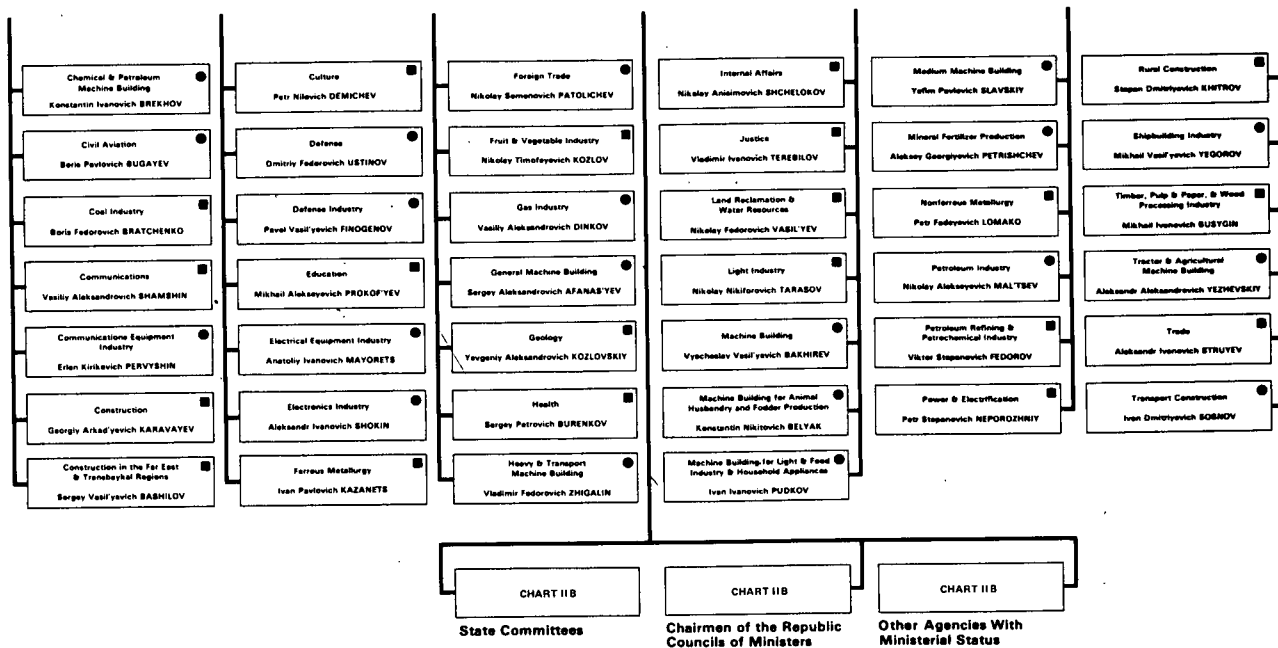 Chemical & Petroleum
Machine Building
Konstantin Ivanovich BREKHOV
Civil Aviation
Boris Pavlovich BUGAYEV
Coal Industry
Boris Fedorovich BRATCHENKO
Communications
Vasiliy Aleksandrovich SHAMSHIN
Communications Equipment
Industry
Erlen Kirikovich PERVYSHIN
Construction
Georgiy Arkad'yevich KARAVAYEV
Construction in the Far East
& Transbaykal Regions
Sergey Vasil'yevich BASHILOV
Culture
Petr Nilovich DEMICHEV
Defense
Dmitriy Fedorovich USTINOV
Defense Industry
Pavel Vasil'yevich FINOGENOV
Education
Mikhail Alekseyevich PROKOF'YEV
Electrical Equipment Industry
Anatoliy Ivanovich MAYORETS
Electronics Industry
Aleksandr Ivanovich SHOKIN
Ferrous Metallurgy
Ivan Pavlovich KAZANETS
Foreign Trade
Nikolay Semenovich PATOLICHEV
Fruit & Vegetable Industry
Nikolay Timofeyevich KOZLOV
Gas Industry
Vasiliy Aleksandrovich DINKOV
General Machine Building
Sergey Aleksandrovich AFANAS'YEV
Geology
Yevgeniy Aleksandrovich KOZLOVSKIY
Health
Sergey Petrovich BURENKOV
Heavy & Transport
Machine Building
Vladimir Fedorovich ZHIGALIN
Internal Affairs
Nikolay Anisimovich SHCHELOKOV
Justice
Vladimir Ivanovich TEREBILOV
Land Reclamation &
Water Resources
Nikolay Fedorovich VASIL'YEV
Light Industry
Nikolay Nikiforovich TARASOV
Machine Building
Vyacheslav Vasil'yevich BAKHIREV
Machine Building for Animal
Husbandry and Fodder Production
Konstantin Nikitovich BELYAK
Machine Building for Light & Food
Industry & Household Appliances
Ivan Ivanovich PUDKOV
Medium Machine Building
Yefim Pavlovich SLAVSKIY
Mineral Fertilizer Production
Aleksey Georgiyevich PETRISHCHEV
Nonferrous Metallurgy
Petr Fadeyevich LOMAKO
Petroleum Industry
Nikolay Alekseyevich MAL'TSEV
Petroleum Refining &
Petrochemical Industry
Viktor Stepanovich FEDOROV
Power & Electrification
Petr Stepanovich NEPOROZHNIY
Rural Construction
Stepan Dmitriyevich KHITROV
Shipbuilding Industry
Mikhail Vasil'yevich YEGOROV
Timber, Pulp & Paper, & Wood
Processing Industry
Mikhail Ivanovich BUSYGIN
Tractor & Agricultural
Machine Building
Aleksandr Aleksandrovich YEZHEVSKIY
Trade
Aleksandr Ivanovich STRUYEV
Transport Construction
Ivan Dmitriyevich SOSNOV
CHART IIB
State Committees
CHART IIB
Chairmen of the Republic
Councils of Ministers
CHART IIB
Other Agencies With
Ministerial Status